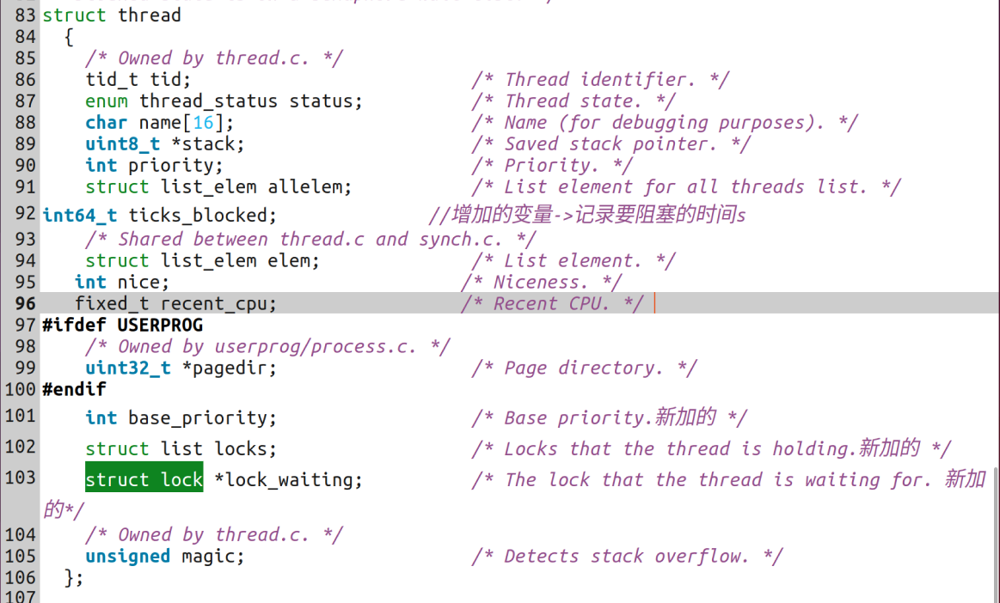 83 struct thread
84 {
85 /* Owned by thread.c. */
86 tid_t tid; /* Thread identifier. */
87 enum thread_status status; /* Thread state. */
88 char name[16]; /* Name (for debugging purposes). */
89 uint8_t *stack; /* Saved stack pointer. */
90 int priority; /* Priority. */
91 struct list_elem allelem; /* List element for all threads list. */
92 int64_t ticks_blocked; //增加的变量->记录要阻塞的时间s
93 /* Shared between thread.c and synch.c. */
94 struct list_elem elem; /* List element. */
95 int nice; /* Niceness. */
96 fixed_t recent_cpu; /* Recent CPU. */
97 #ifdef USERPROG
98 /* Owned by userprog/process.c. */
99 uint32_t *pagedir; /* Page directory. */
100 #endif
101 int base_priority; /* Base priority.新加的 */
102 struct list locks; /* Locks that the thread is holding.新加的 */
103 struct lock *lock_waiting; /* The lock that the thread is waiting for. 新加
的*/
104 /* Owned by thread.c. */
105 unsigned magic; /* Detects stack overflow. */
106 };
107